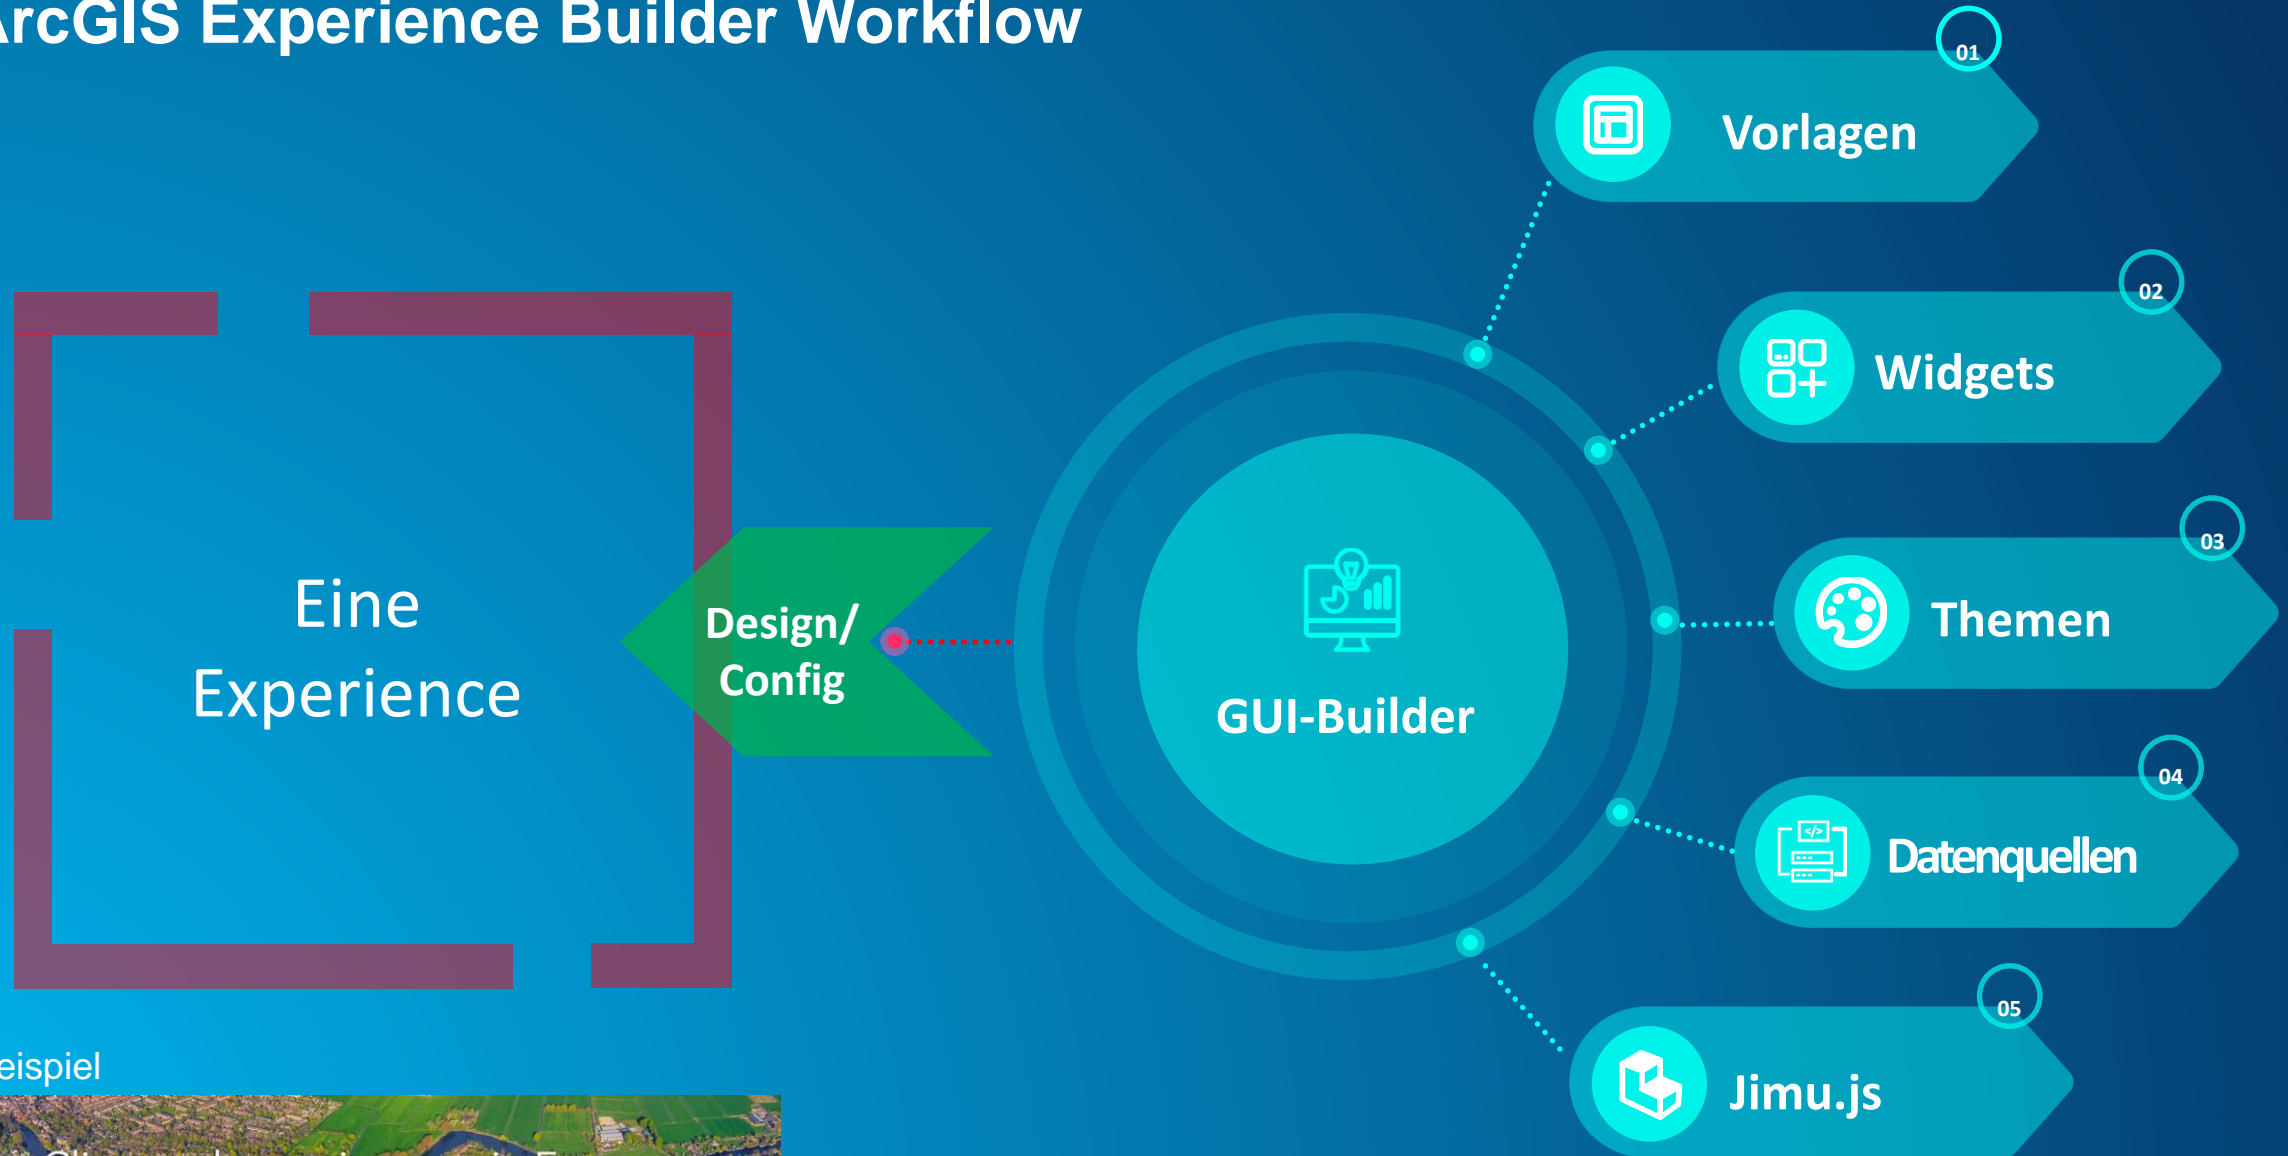 ArcGIS Experience Builder Workflow
01
Vorlagen
02
Widgets
03
Themen
04
Datenquellen
05
Jimu.js
GUI-Builder
Design/
Config
Eine
Experience
eispiel